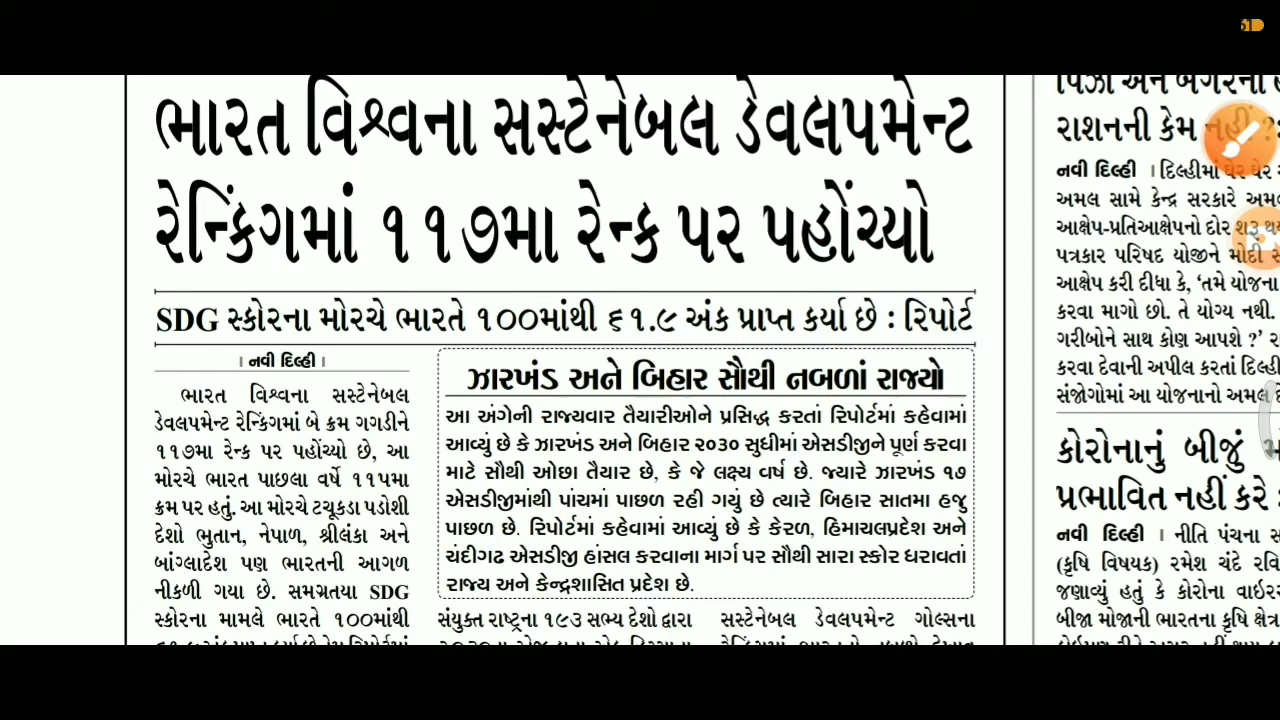 ભારત વિશ્વના સસ્ટેનેબલ ડેવલપમેન્ટ
રેન્કિંગમાં ૧૧૭મા રેન્ક પર પહોંચ્યો
SDG સ્કોરના મોરચે ભારતે ૧૦૦માંથી ૬૧.૯ અંક પ્રાપ્ત કર્યા છે : રિપોર્ટ
। નવી દિલ્હી ।
ભારત વિશ્વના સસ્ટેનેબલ
ડેવલપમેન્ટ રેન્કિંગમાં બે ક્રમ ગગડીને
૧૧૭મા રેન્ક પર પહોંચ્યો છે, આ
મોરચે ભારત પાછલા વર્ષે ૧૧૫મા
ક્રમ પર હતું. આ મોરચે ટચૂકડા પડોશી
દેશો ભુતાન, નેપાળ, શ્રીલંકા અને
બાંગ્લાદેશ પણ ભારતની આગળ
નીકળી ગયા છે. સમગ્રતયા SDG
સ્કોરના મામલે ભારતે ૧૦૦માંથી
ઝારખંડ અને બિહાર સૌથી નબળાં રાજ્યો
આ અંગેની રાજ્યવાર તૈયારીઓને પ્રસિદ્ધ કરતાં રિપોર્ટમાં કહેવામાં
આવ્યું છે કે ઝારખંડ અને બિહાર ૨૦૩૦ સુધીમાં એસડીજીને પૂર્ણ કરવા
માટે સૌથી ઓછા તૈયાર છે, કે જે લક્ષ્ય વર્ષ છે. જ્યારે ઝારખંડ ૧૭
એસડીજીમાંથી પાંચમાં પાછળ રહી ગયું છે ત્યારે બિહાર સાતમા હજુ
પાછળ છે. રિપોર્ટમાં કહેવામાં આવ્યું છે કે કેરળ, હિમાચલપ્રદેશ અને
ચંદીગઢ એસડીજી હાંસલ કરવાના માર્ગ પર સૌથી સારા સ્કોર ધરાવતાં
રાજ્ય અને કેન્દ્રશાસિત પ્રદેશ છે.
સંયુક્ત રાષ્ટ્રના ૧૯૩ સભ્ય દેશો દ્વારા
સસ્ટેનેબલ ડેવલપમેન્ટ ગોલ્સના
રાશનની કેમ નહીં ?
નવી દિલ્હી । દિલ્હીમાં ઘેર ઘેર
અમલ સામે કેન્દ્ર સરકારે
આક્ષેપ-પ્રતિઆક્ષેપનો દોર શરૂ
પત્રકાર પરિષદ યોજીને મોદી
આક્ષેપ કરી દીધા કે, ‘તમે
કરવા માગો છો. તે યોગ્ય નથી.
ગરીબોને સાથ કોણ આપશે ?’
કરવા દેવાની અપીલ કરતાં
સંજોગોમાં આ યોજનાનો અમલ
કોરોનાનું બીજું
પ્રભાવિત નહીં કરે
નવી દિલ્હી । નીતિ પંચના
(કૃષિ વિષયક) રમેશ ચંદે
જણાવ્યું હતું કે કોરોના
બીજા મોજાની ભારતના કૃષિ